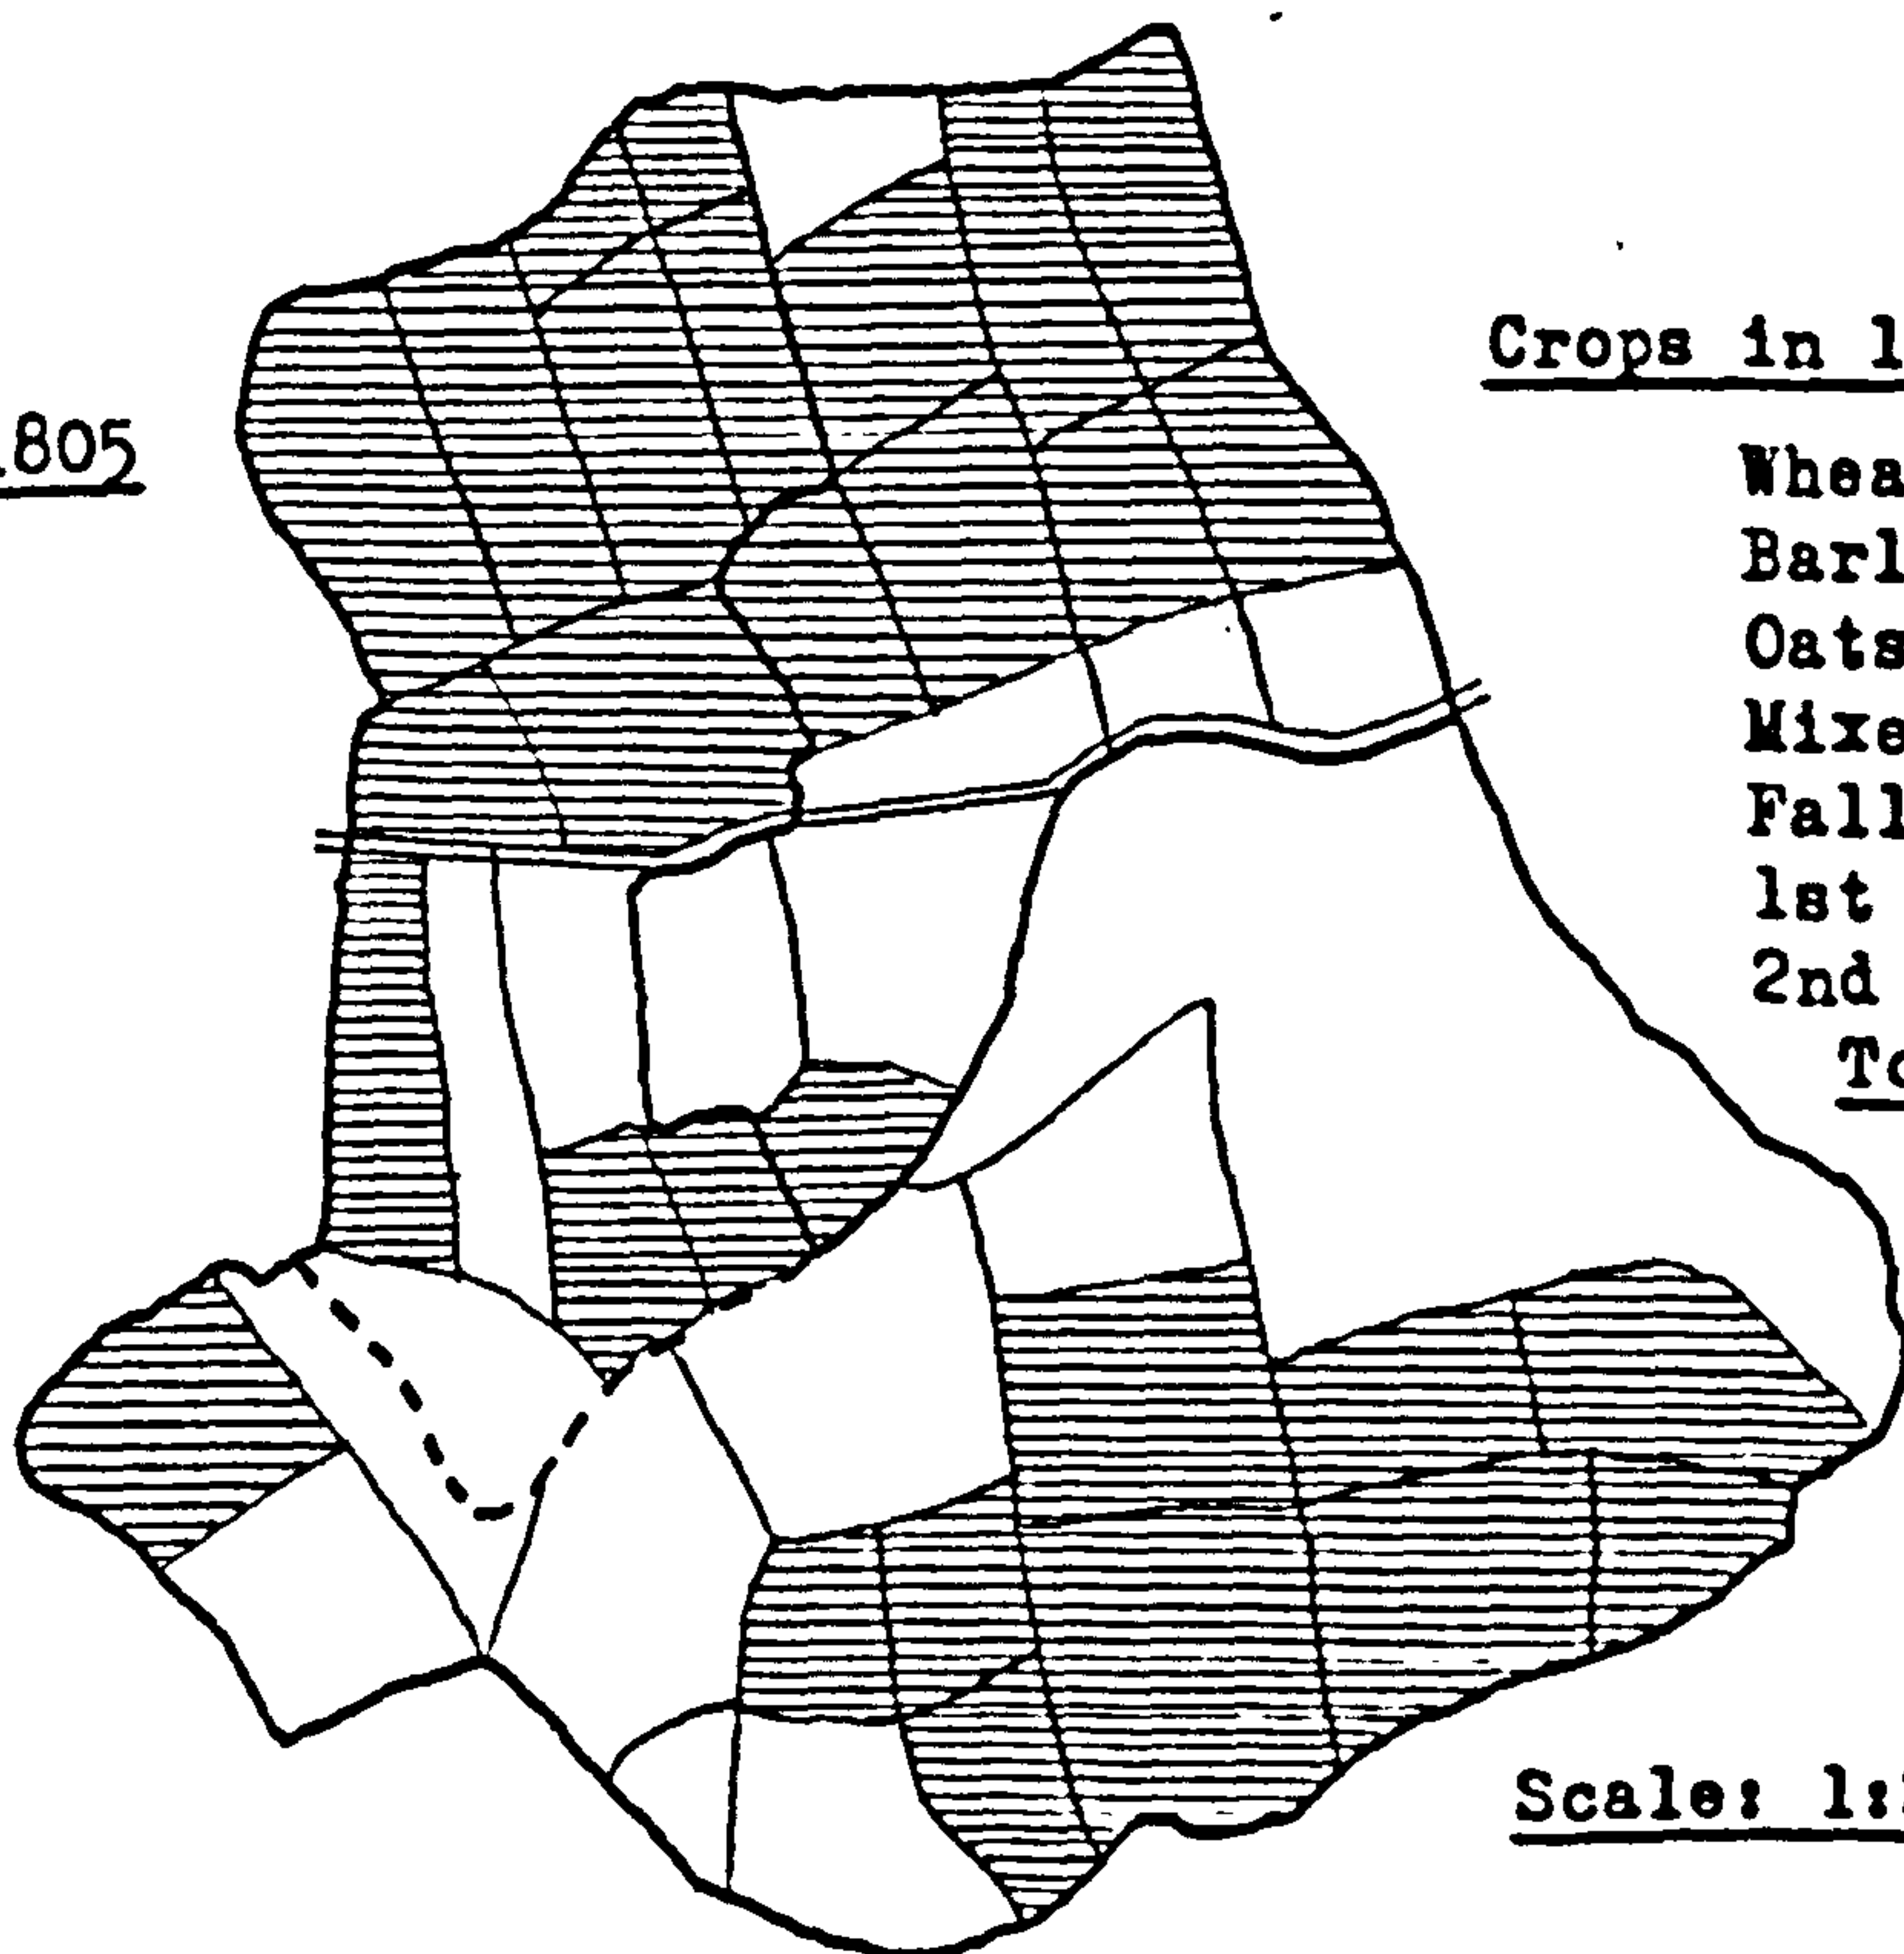 .805
Crops in 1
Whea
Barl
Oats
Mixe
Fall
1st
2nd
To
Scale: 1: